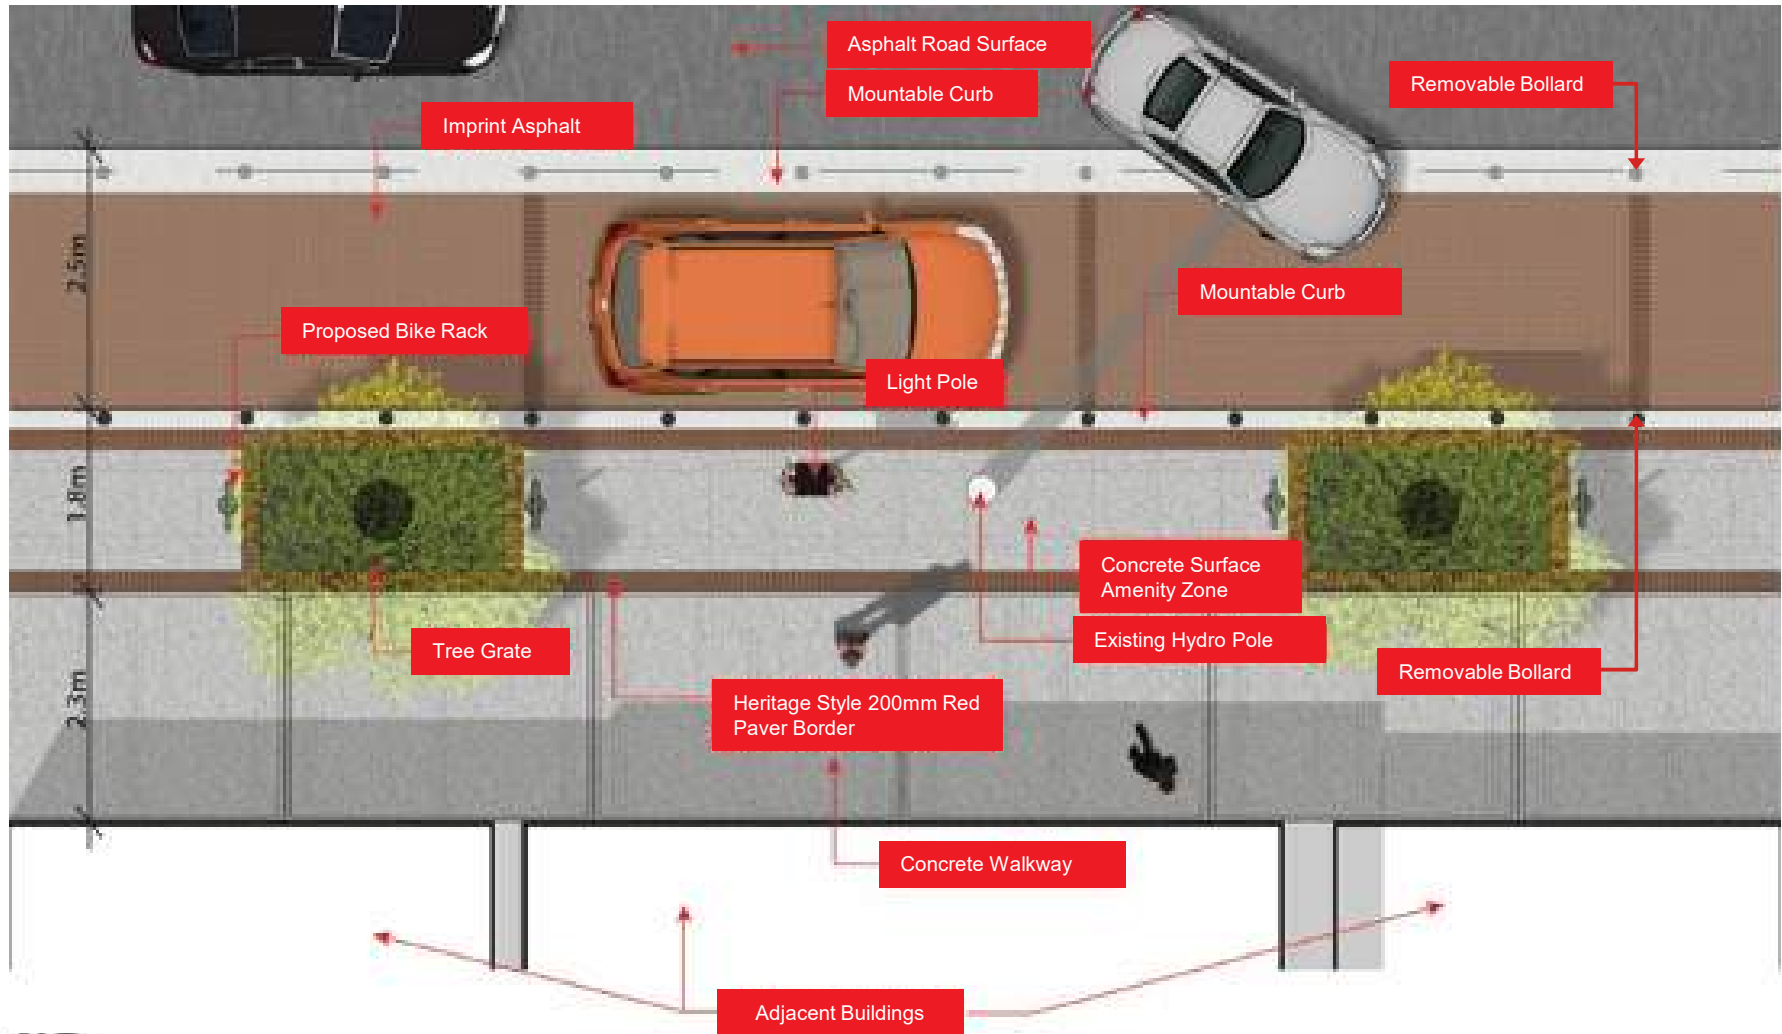 Asphalt Road Surface
Mountable Curb
Removable Bollard
Imprint Asphalt
2.5m
Mountable Curb
Proposed Bike Rack
Light Pole
1.8m
Concrete Surface
Amenity Zone
Existing Hydro Pole
Tree Grate
Removable Bollard
2.3m
Heritage Style 200mm Red
Paver Border
Concrete Walkway
Adjacent Buildings